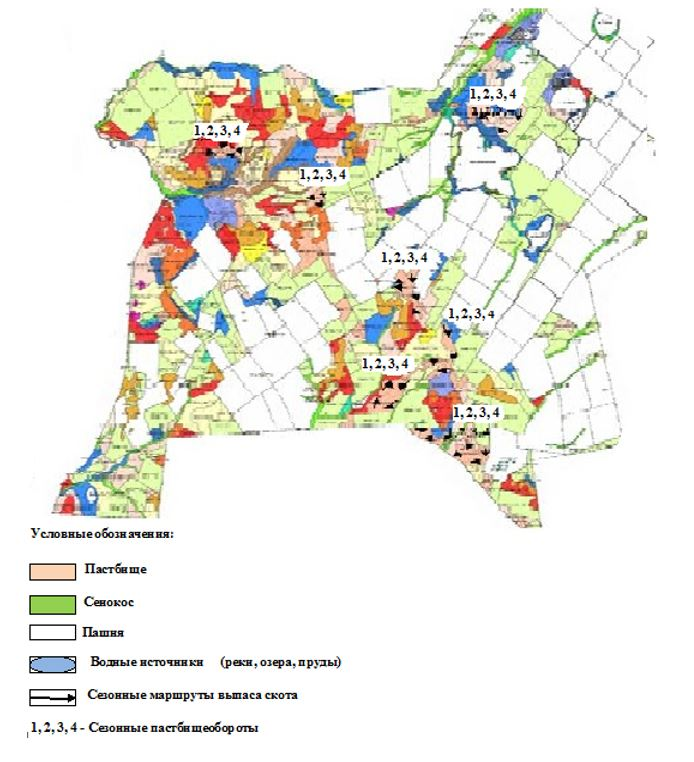 1, 2, 3, 4
1, 2, 3, 4
1, 2, 3, 4
1, 2, 3, 4
1, 2, 3, 4
1, 2, 3, 4
1, 2, 3, 4
Условные обозначения:
Пастбище
Сенокос
Пашня
Водные источники (реки, озера, пруды)
Сезонные маршруты выпаса скота
1, 2, 3, 4 - Сезонные пастбищеобороты